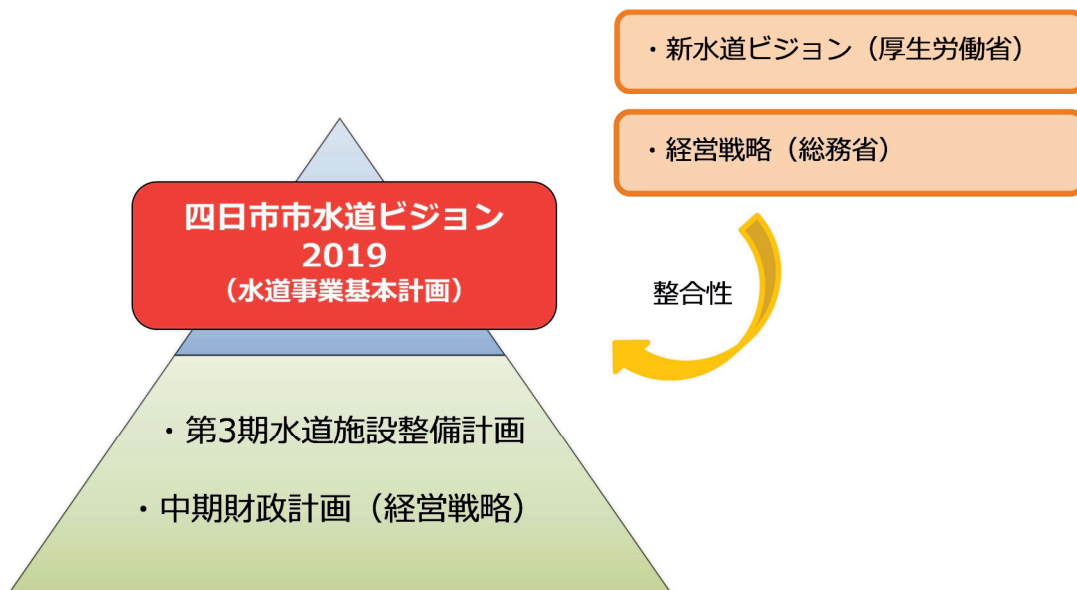 ・新水道ビジョン（厚生労働省）
・経営戦略（総務省）
四日市市水道ビジョン
2019
（水道事業基本計画）
整合性
・第3期水道施設整備計画
・中期財政計画（経営戦略）